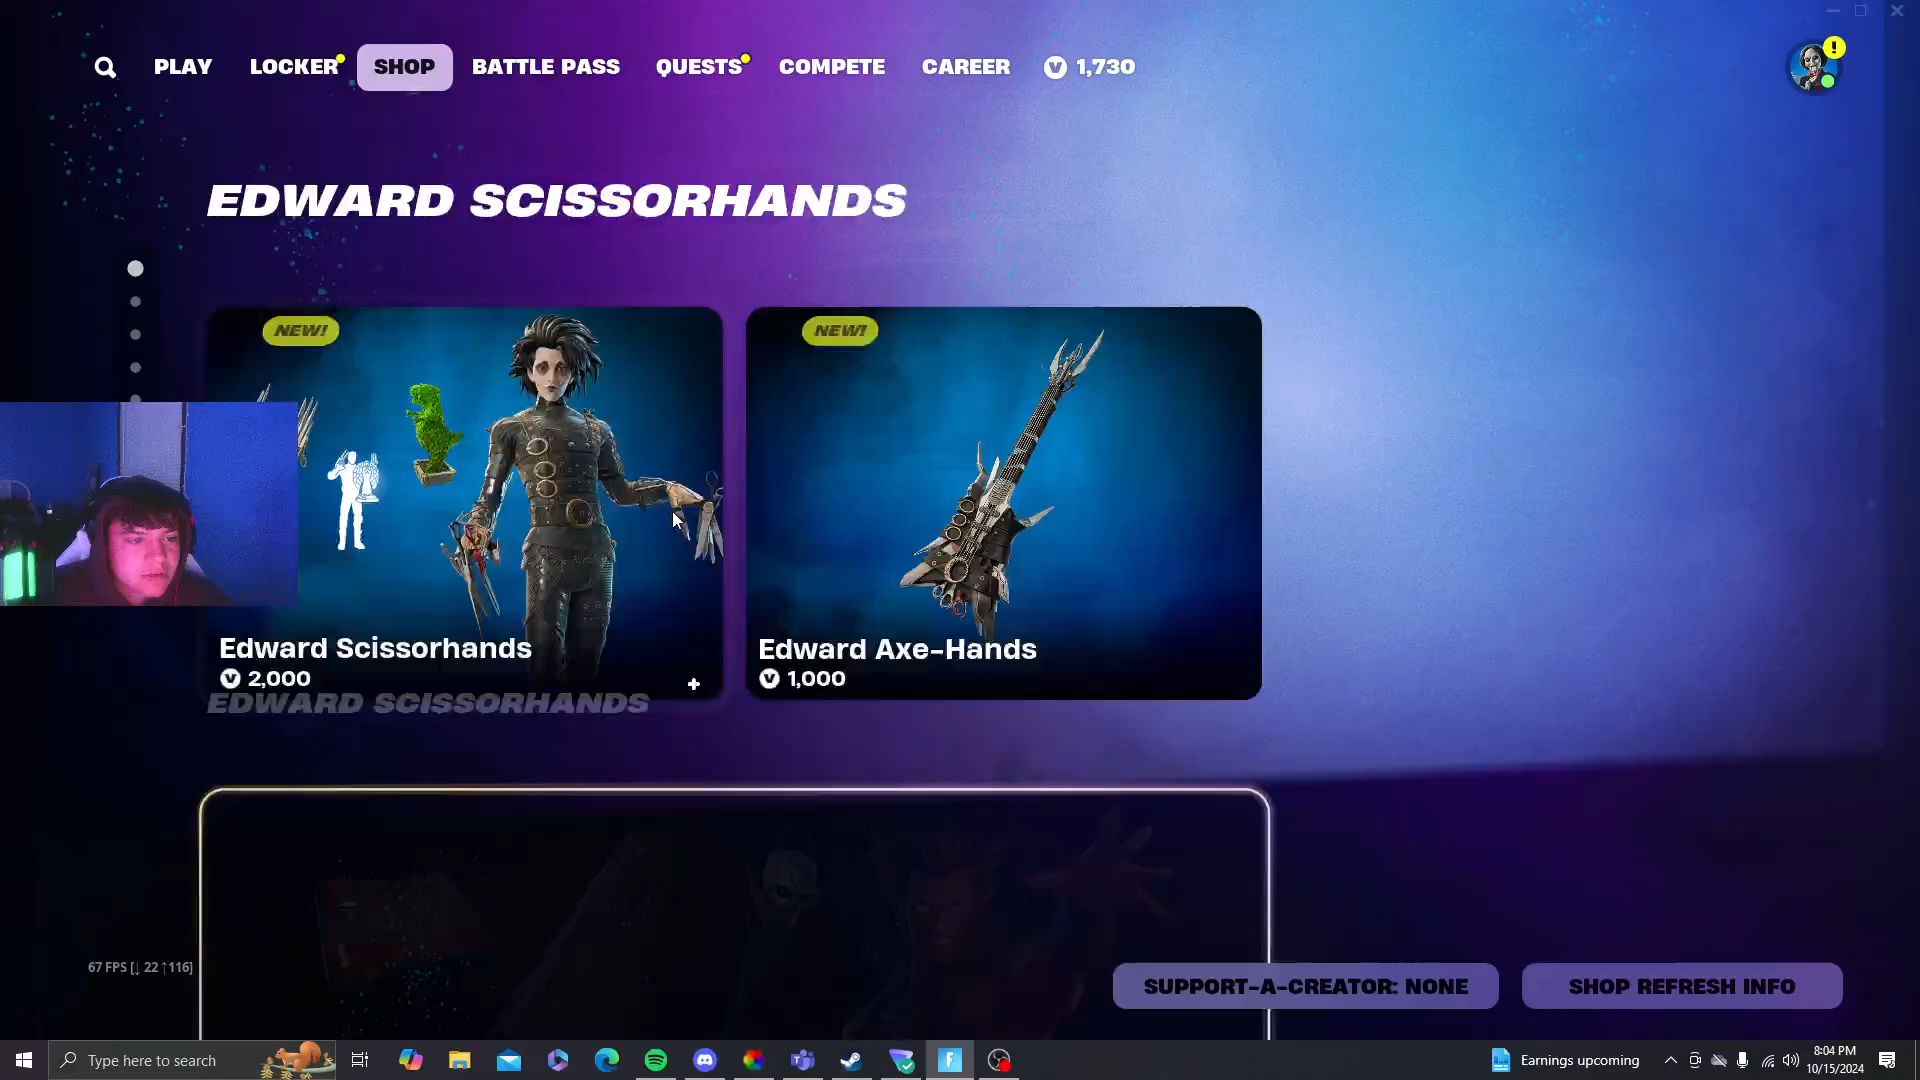 PLAY LOCKER SHOP BATTLE PASS QUESTS COMPETE CAREER 1,730
EDWARD SCISSORHANDS
NEW!
NEW!
Edward Scissorhands
2,000
Edward Axe-Hands
1,000
EDWARD SCISSORHANDS
67 FPS [↓ 22 ↑116]
SUPPORT-A-CREATOR: NONE
SHOP REFRESH INFO
Type here to search
Earnings upcoming
8:04 PM
10/15/2024